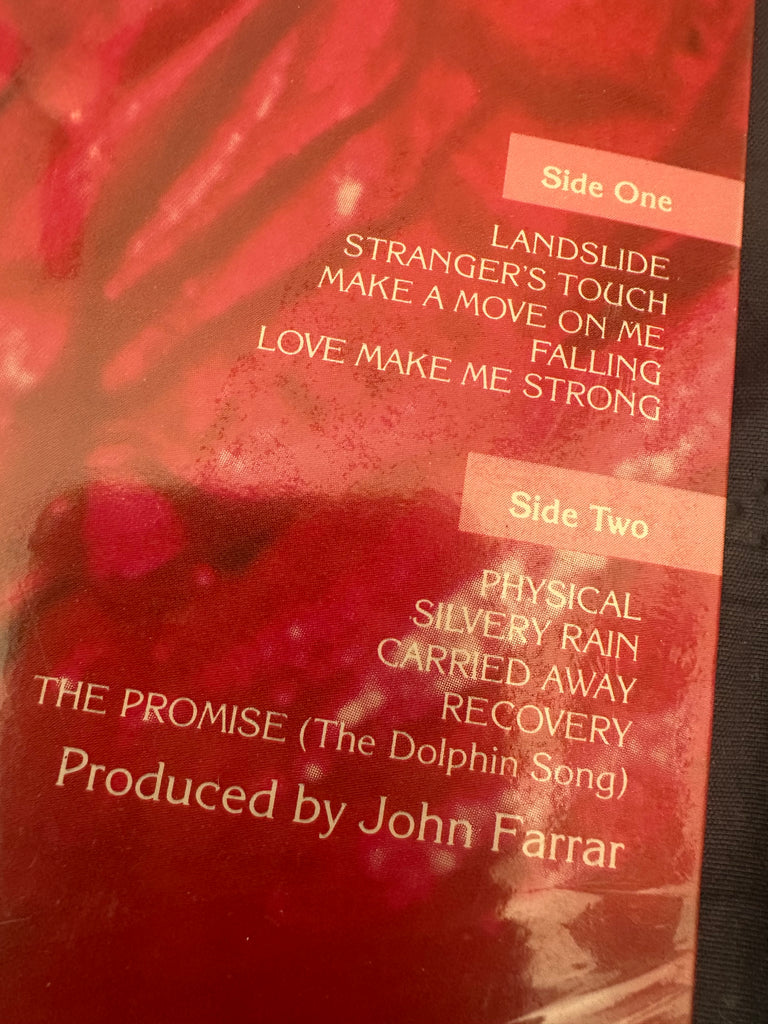 Side One
LANDSLIDE
STRANGER'S TOUCH
MAKE A MOVE ON ME
FALLING
LOVE MAKE ME STRONG
Side Two
PHYSICAL
SILVERY RAIN
CARRIED AWAY
RECOVERY
THE PROMISE (The Dolphin Song)
Produced by John Farrar